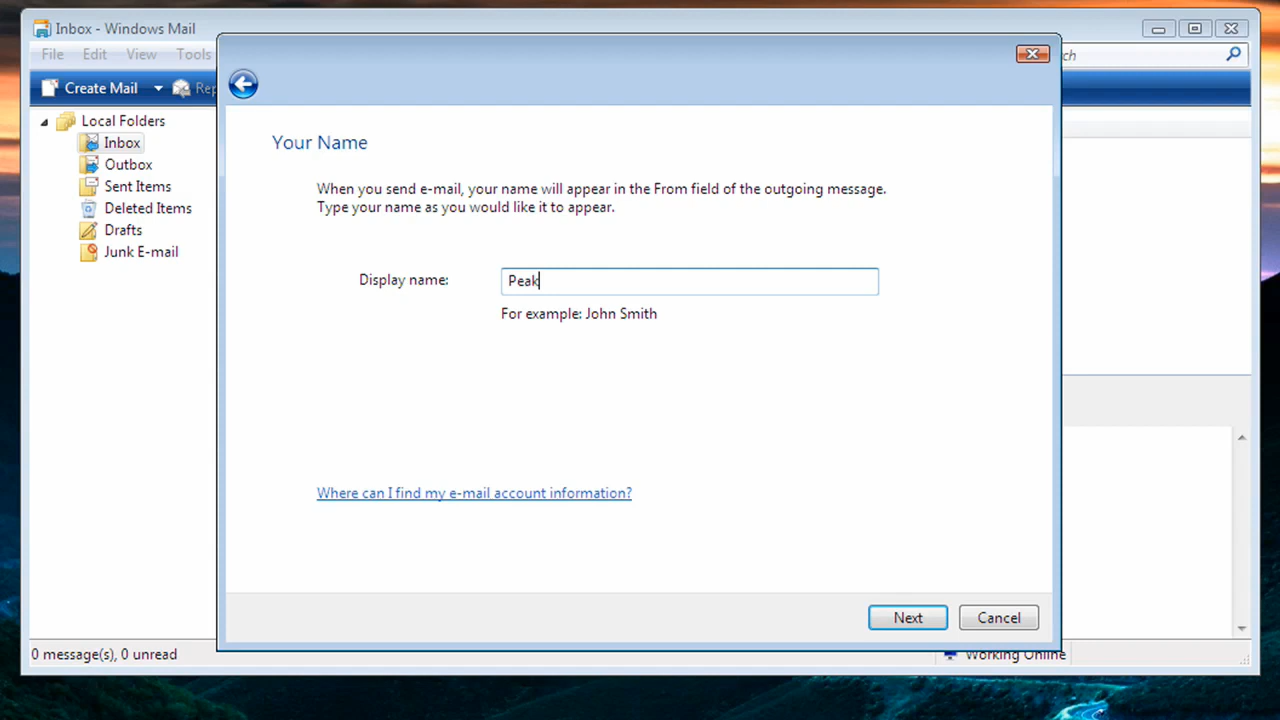 Inbox - Windows Mail
File Edit View Tools
Create Mail Rep
Local Folders
Inbox
Outbox
Sent Items
Deleted Items
Drafts
Junk E-mail
Your Name
When you send e-mail, your name will appear in the From field of the outgoing message.
Type your name as you would like it to appear.
Display name: Peak
For example: John Smith
Where can I find my e-mail account information?
Next Cancel
ch
0 message(s), 0 unread
Working Online